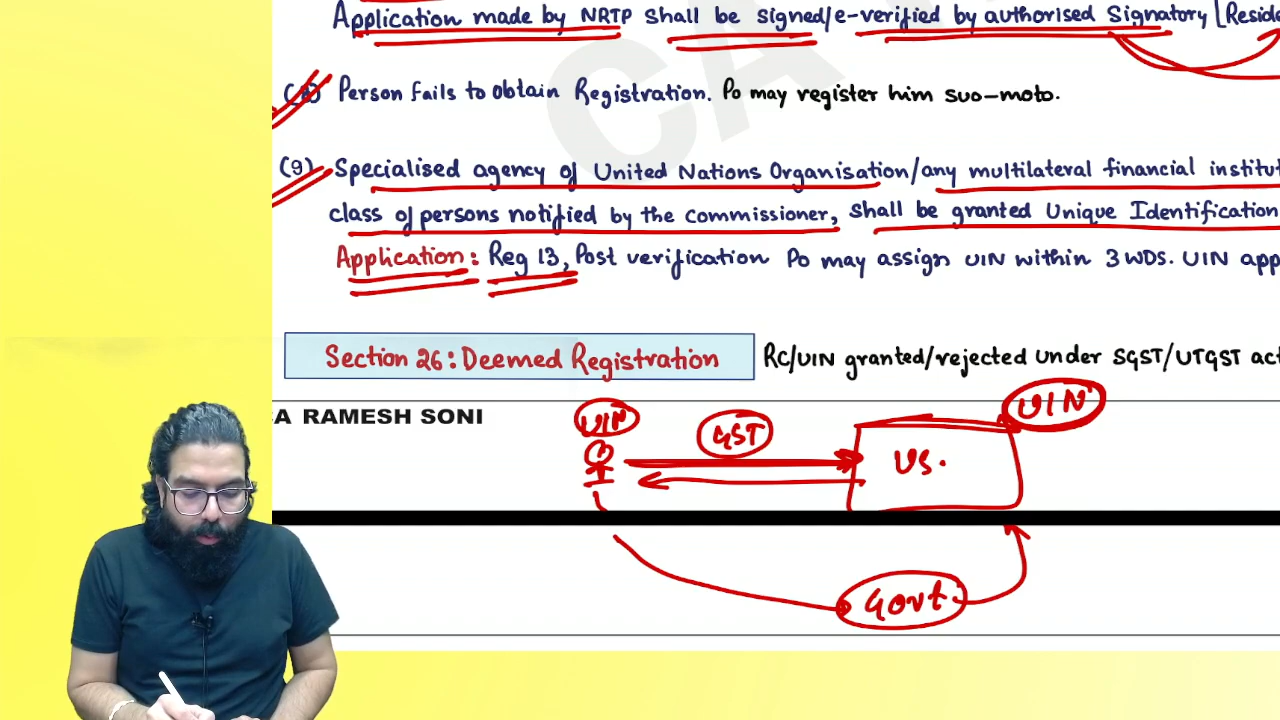 Application made by NRTP shall be signed/e-verified by authorised Signatory [Reside
Person fails to obtain Registration. Po may register him suo-moto.
(9) Specialised agency of United Nations Organisation/any multilateral financial institut
class of persons notified by the commissioner, shall be granted Unique Identification
Application: Reg 13, Post verification Po may assign UIN within 3 WDs. UIN app
Section 26: Deemed Registration RC/UIN granted/rejected under SGST/UTGST act
A RAMESH SONI
UIN GST UIN
US.
Govt.